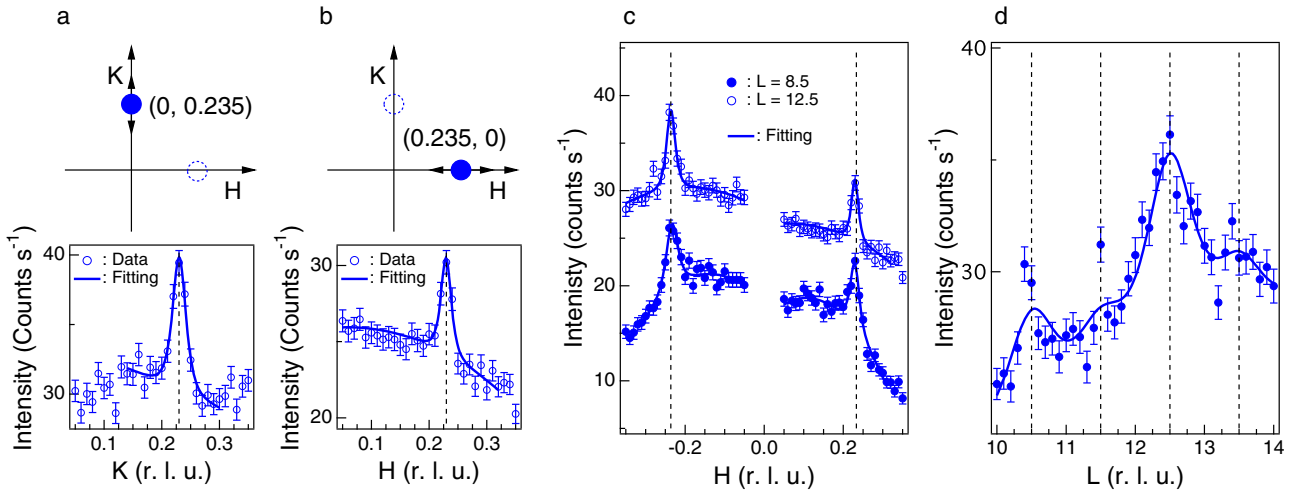 a
K
(0, 0.235)
H
Intensity (Counts s-1)
40
30
: Data
: Fitting
0.1
0.2
0.3
K (r. l. u.)
b
K
(0.235, 0)
H
Intensity (Counts s-1)
30
20
: Data
: Fitting
0.1
0.2
0.3
H (r. l. u.)
c
Intenisty (counts s-1)
40
30
20
10
: L = 8.5
: L = 12.5
: Fitting
-0.2
0.0
0.2
H (r. l. u.)
d
Intenisty (counts s-1)
40
30
10
11
12
13
14
L (r. l. u.)